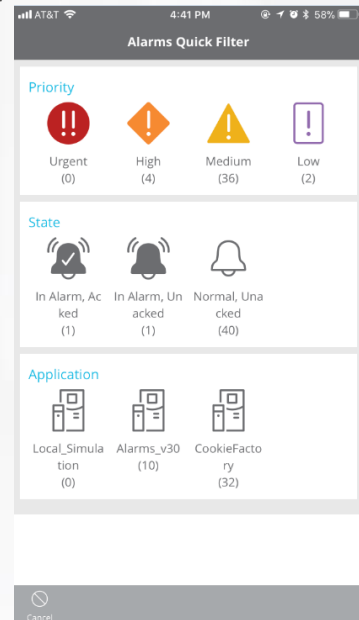 AT&T 4:41 PM 58%
Alarms Quick Filter
Priority
Urgent High Medium Low
(0) (4) (36) (2)
State
In Alarm, Ac In Alarm, Un Normal, Una
ked acked cked
(1) (1) (40)
Application
Local_Simula Alarms_v30 CookieFacto
tion (10) ry
(0) (32)
Cancel